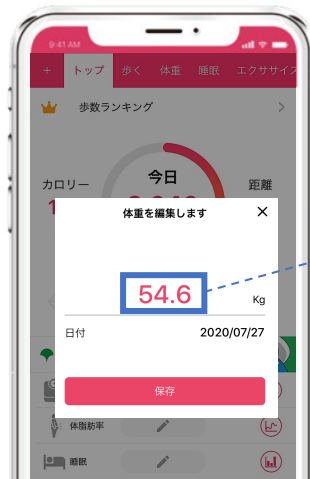 9:41 AM
+ トップ 歩く 体重 睡眠 エクササイズ
歩数ランキング >
今日
カロリー 距離
体重を編集します ×
54.6 Kg
日付 2020/07/27
保存
体脂肪率
睡眠